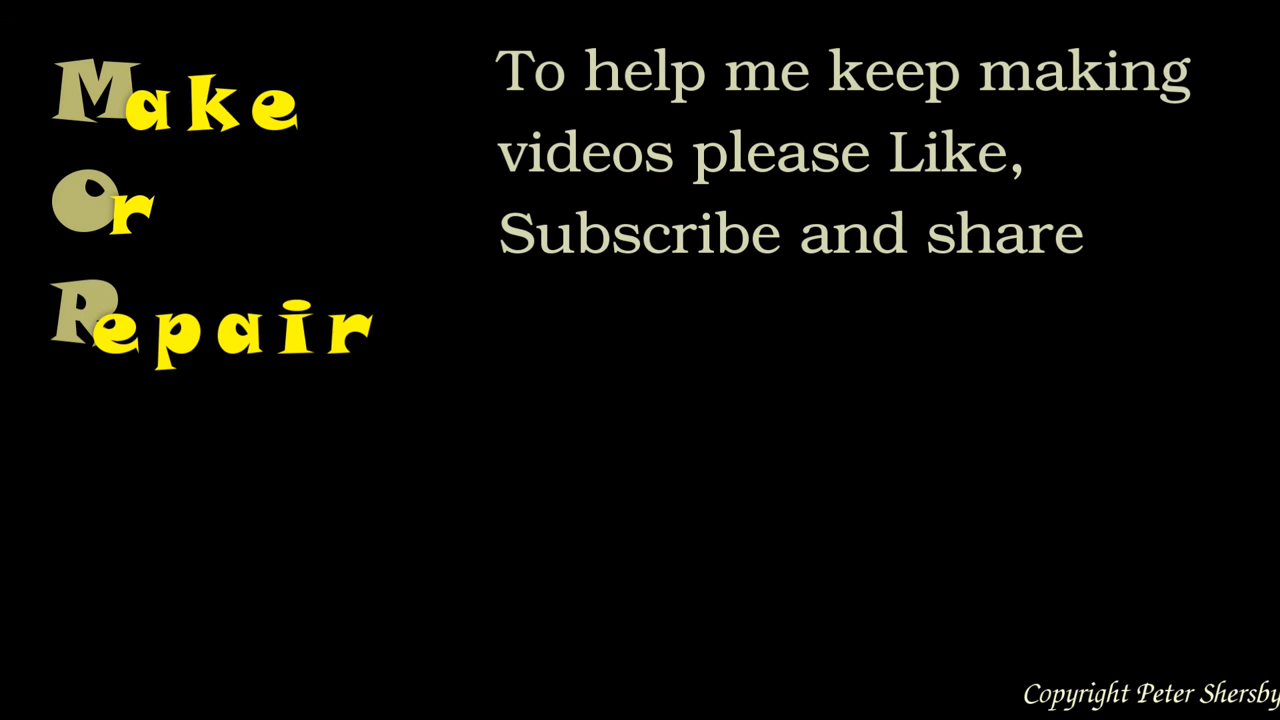 Make
Or
Repair
To help me keep making
videos please Like,
Subscribe and share
Copyright Peter Shersby